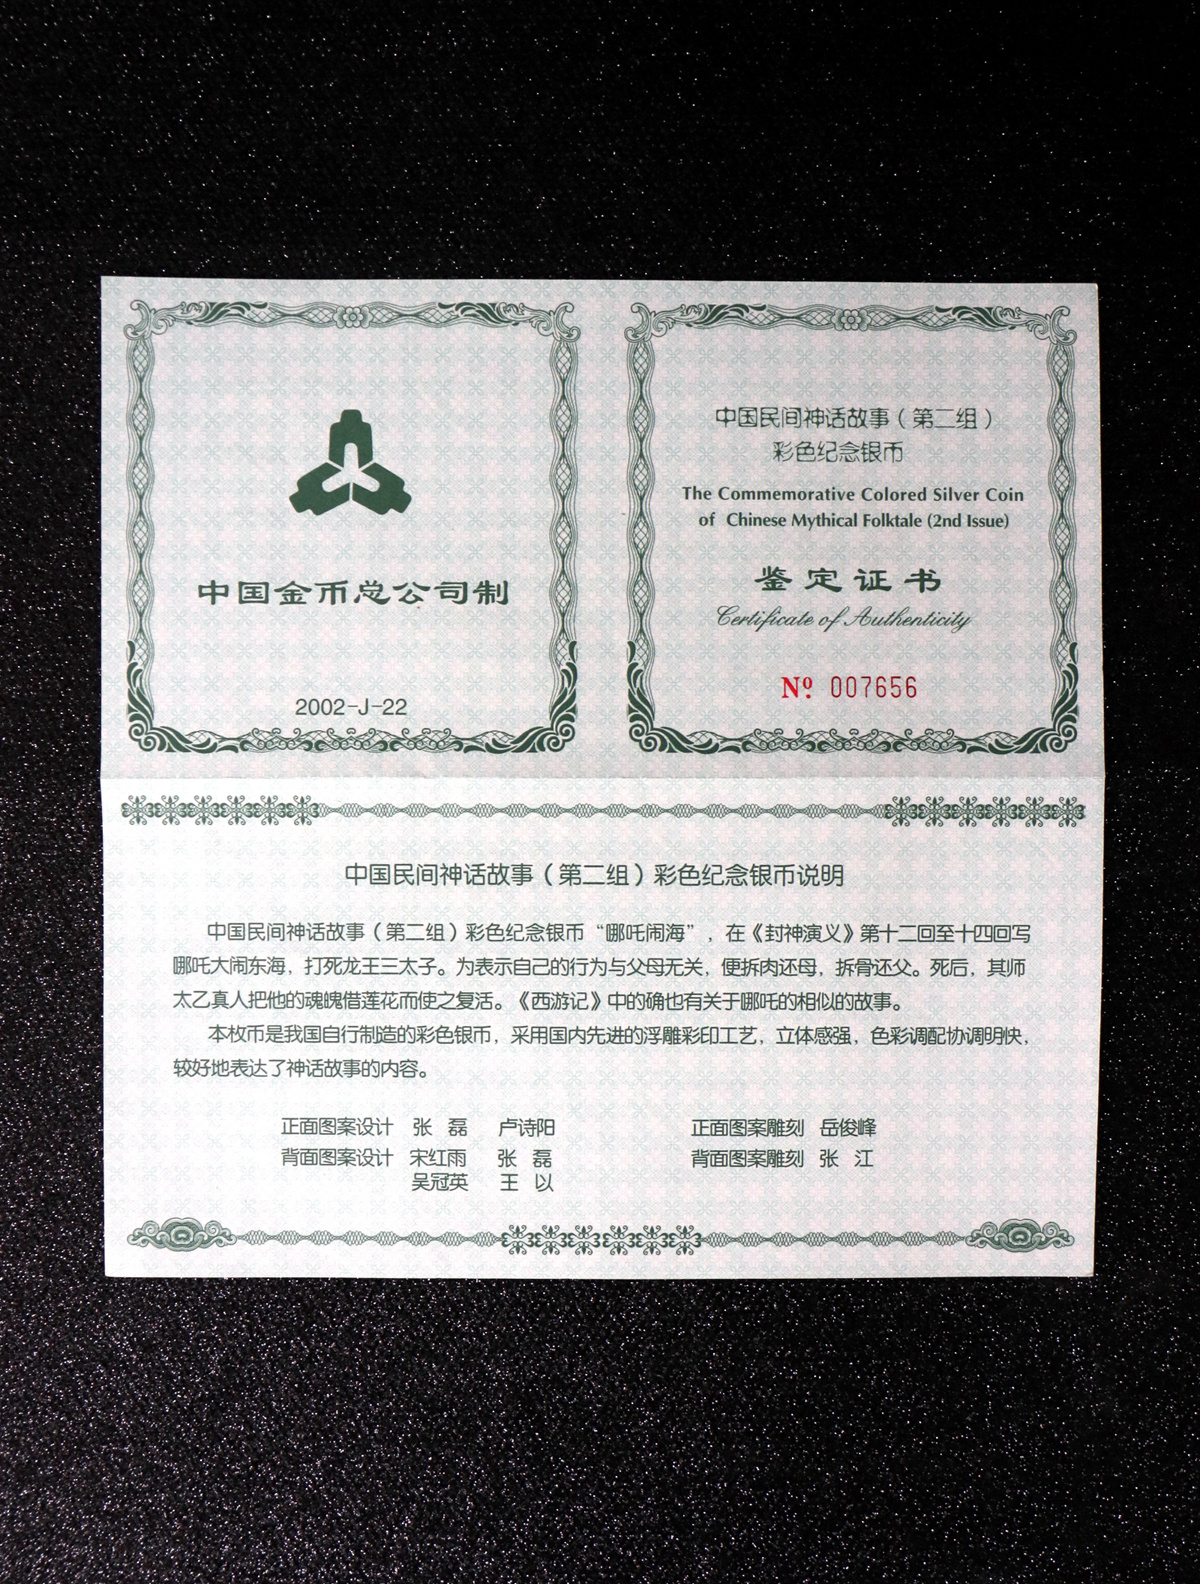 中国金币总公司制
2002-J-22
中国民间神话故事（第二组）
彩色纪念银币
The Commemorative Colored Silver Coin
of Chinese Mythical Folktale (2nd Issue)
鉴定证书
Certificate of Authenticity
Nº 007656
中国民间神话故事（第二组）彩色纪念银币说明
中国民间神话故事（第二组）彩色纪念银币“哪吒闹海”，在《封神演义》第十二回至十四回写
哪吒大闹东海，打死龙王三太子。为表示自己的行为与父母无关，便拆肉还母，拆骨还父。死后，其师
太乙真人把他的魂魄借莲花而使之复活。《西游记》中的确也有关于哪吒的相似的故事。
本枚币是我国自行制造的彩色银币，采用国内先进的浮雕彩印工艺，立体感强，色彩调配协调明快，
较好地表达了神话故事的内容。
正面图案设计 张 磊 卢诗阳 正面图案雕刻 岳俊峰
背面图案设计 宋红雨 张 磊 背面图案雕刻 张 江
吴冠英 王 以